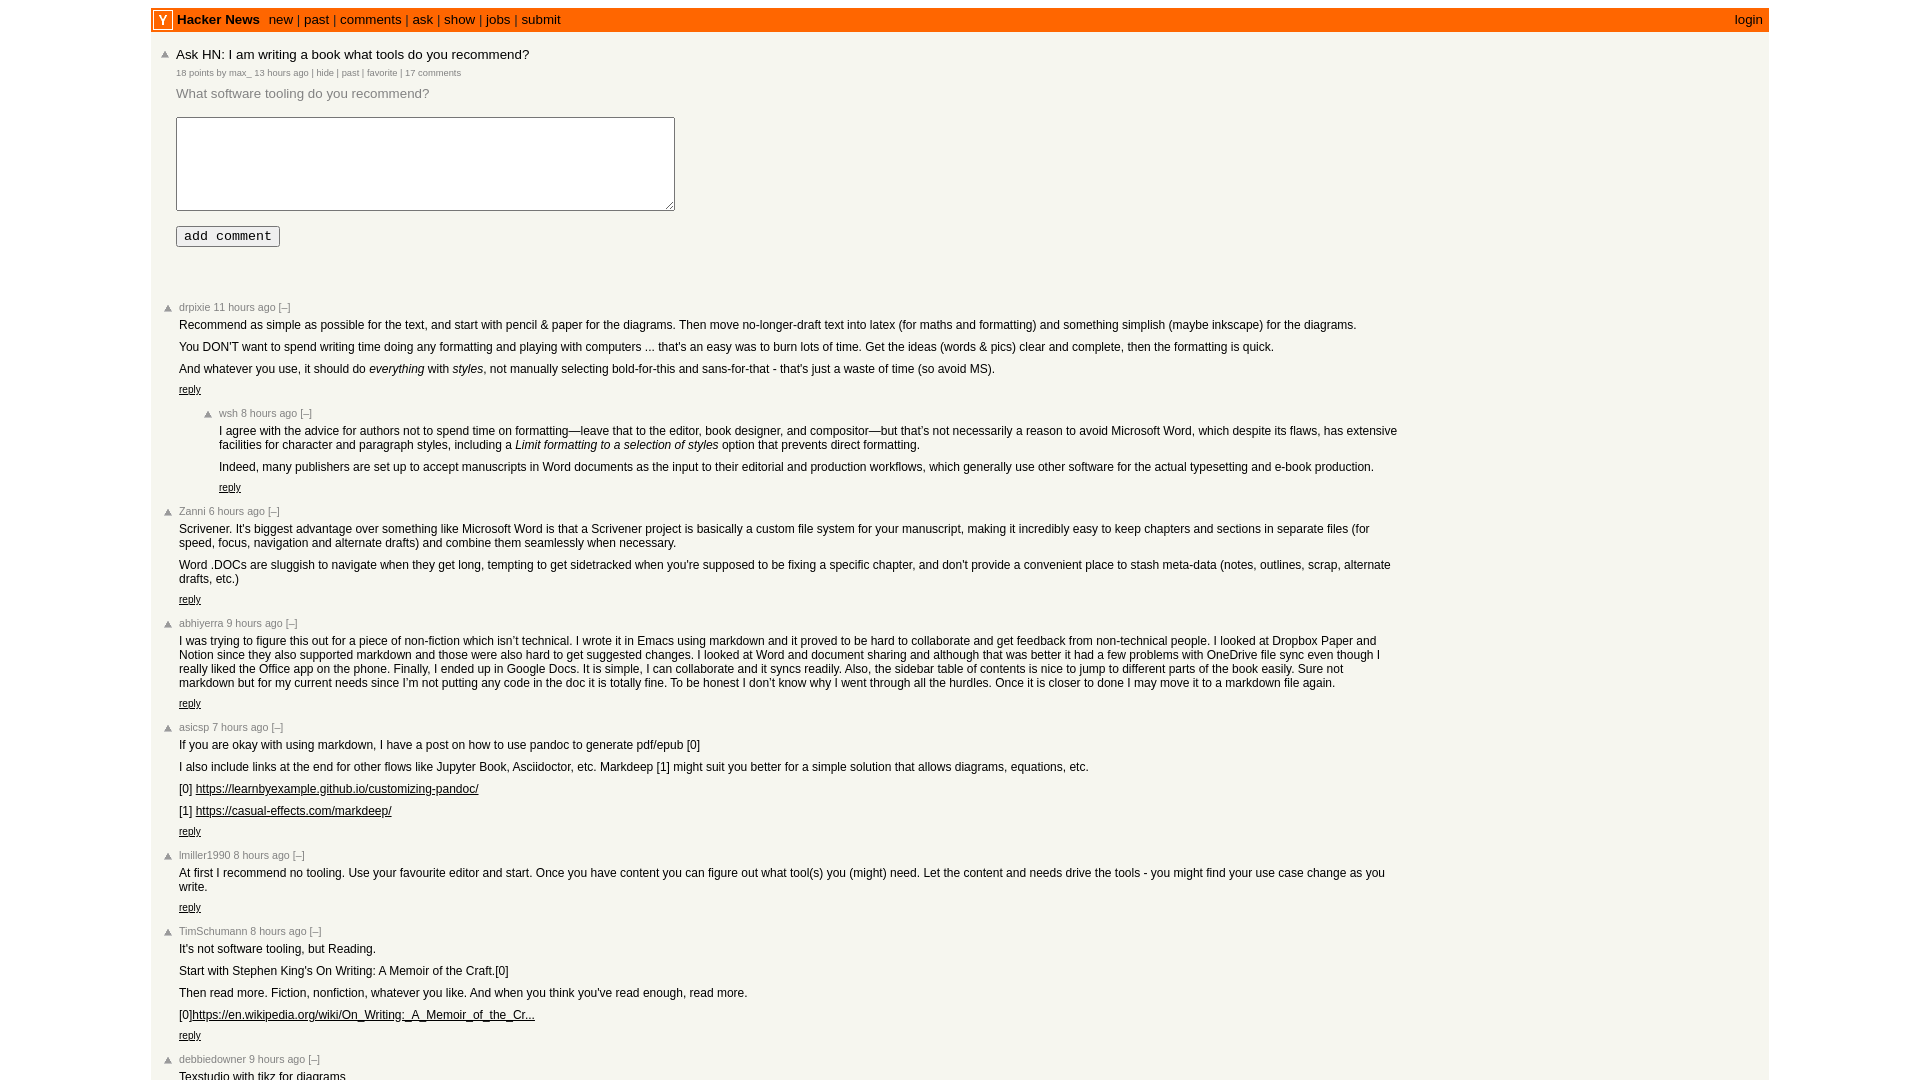 Y Hacker News new | past | comments | ask | show | jobs | submit login
Ask HN: I am writing a book what tools do you recommend?
18 points by max_ 13 hours ago | hide | past | favorite | 17 comments
What software tooling do you recommend?
add comment
drpixie 11 hours ago [–]
Recommend as simple as possible for the text, and start with pencil & paper for the diagrams. Then move no-longer-draft text into latex (for maths and formatting) and something simplish (maybe inkscape) for the diagrams.
You DON'T want to spend writing time doing any formatting and playing with computers ... that's an easy was to burn lots of time. Get the ideas (words & pics) clear and complete, then the formatting is quick.
And whatever you use, it should do everything with styles, not manually selecting bold-for-this and sans-for-that - that's just a waste of time (so avoid MS).
reply
wsh 8 hours ago [–]
I agree with the advice for authors not to spend time on formatting—leave that to the editor, book designer, and compositor—but that’s not necessarily a reason to avoid Microsoft Word, which despite its flaws, has extensive
facilities for character and paragraph styles, including a Limit formatting to a selection of styles option that prevents direct formatting.
Indeed, many publishers are set up to accept manuscripts in Word documents as the input to their editorial and production workflows, which generally use other software for the actual typesetting and e-book production.
reply
Zanni 6 hours ago [–]
Scrivener. It's biggest advantage over something like Microsoft Word is that a Scrivener project is basically a custom file system for your manuscript, making it incredibly easy to keep chapters and sections in separate files (for
speed, focus, navigation and alternate drafts) and combine them seamlessly when necessary.
Word .DOCs are sluggish to navigate when they get long, tempting to get sidetracked when you're supposed to be fixing a specific chapter, and don't provide a convenient place to stash meta-data (notes, outlines, scrap, alternate
drafts, etc.)
reply
abhiyerra 9 hours ago [–]
I was trying to figure this out for a piece of non-fiction which isn’t technical. I wrote it in Emacs using markdown and it proved to be hard to collaborate and get feedback from non-technical people. I looked at Dropbox Paper and
Notion since they also supported markdown and those were also hard to get suggested changes. I looked at Word and document sharing and although that was better it had a few problems with OneDrive file sync even though I
really liked the Office app on the phone. Finally, I ended up in Google Docs. It is simple, I can collaborate and it syncs readily. Also, the sidebar table of contents is nice to jump to different parts of the book easily. Sure not
markdown but for my current needs since I’m not putting any code in the doc it is totally fine. To be honest I don’t know why I went through all the hurdles. Once it is closer to done I may move it to a markdown file again.
reply
asicsp 7 hours ago [–]
If you are okay with using markdown, I have a post on how to use pandoc to generate pdf/epub [0]
I also include links at the end for other flows like Jupyter Book, Asciidoctor, etc. Markdeep [1] might suit you better for a simple solution that allows diagrams, equations, etc.
[0] https://learnbyexample.github.io/customizing-pandoc/
[1] https://casual-effects.com/markdeep/
reply
lmiller1990 8 hours ago [–]
At first I recommend no tooling. Use your favourite editor and start. Once you have content you can figure out what tool(s) you (might) need. Let the content and needs drive the tools - you might find your use case change as you
write.
reply
TimSchumann 8 hours ago [–]
It's not software tooling, but Reading.
Start with Stephen King's On Writing: A Memoir of the Craft.[0]
Then read more. Fiction, nonfiction, whatever you like. And when you think you've read enough, read more.
[0]https://en.wikipedia.org/wiki/On_Writing:_A_Memoir_of_the_Cr...
reply
debbiedowner 9 hours ago [–]
Texstudio with tikz for diagrams